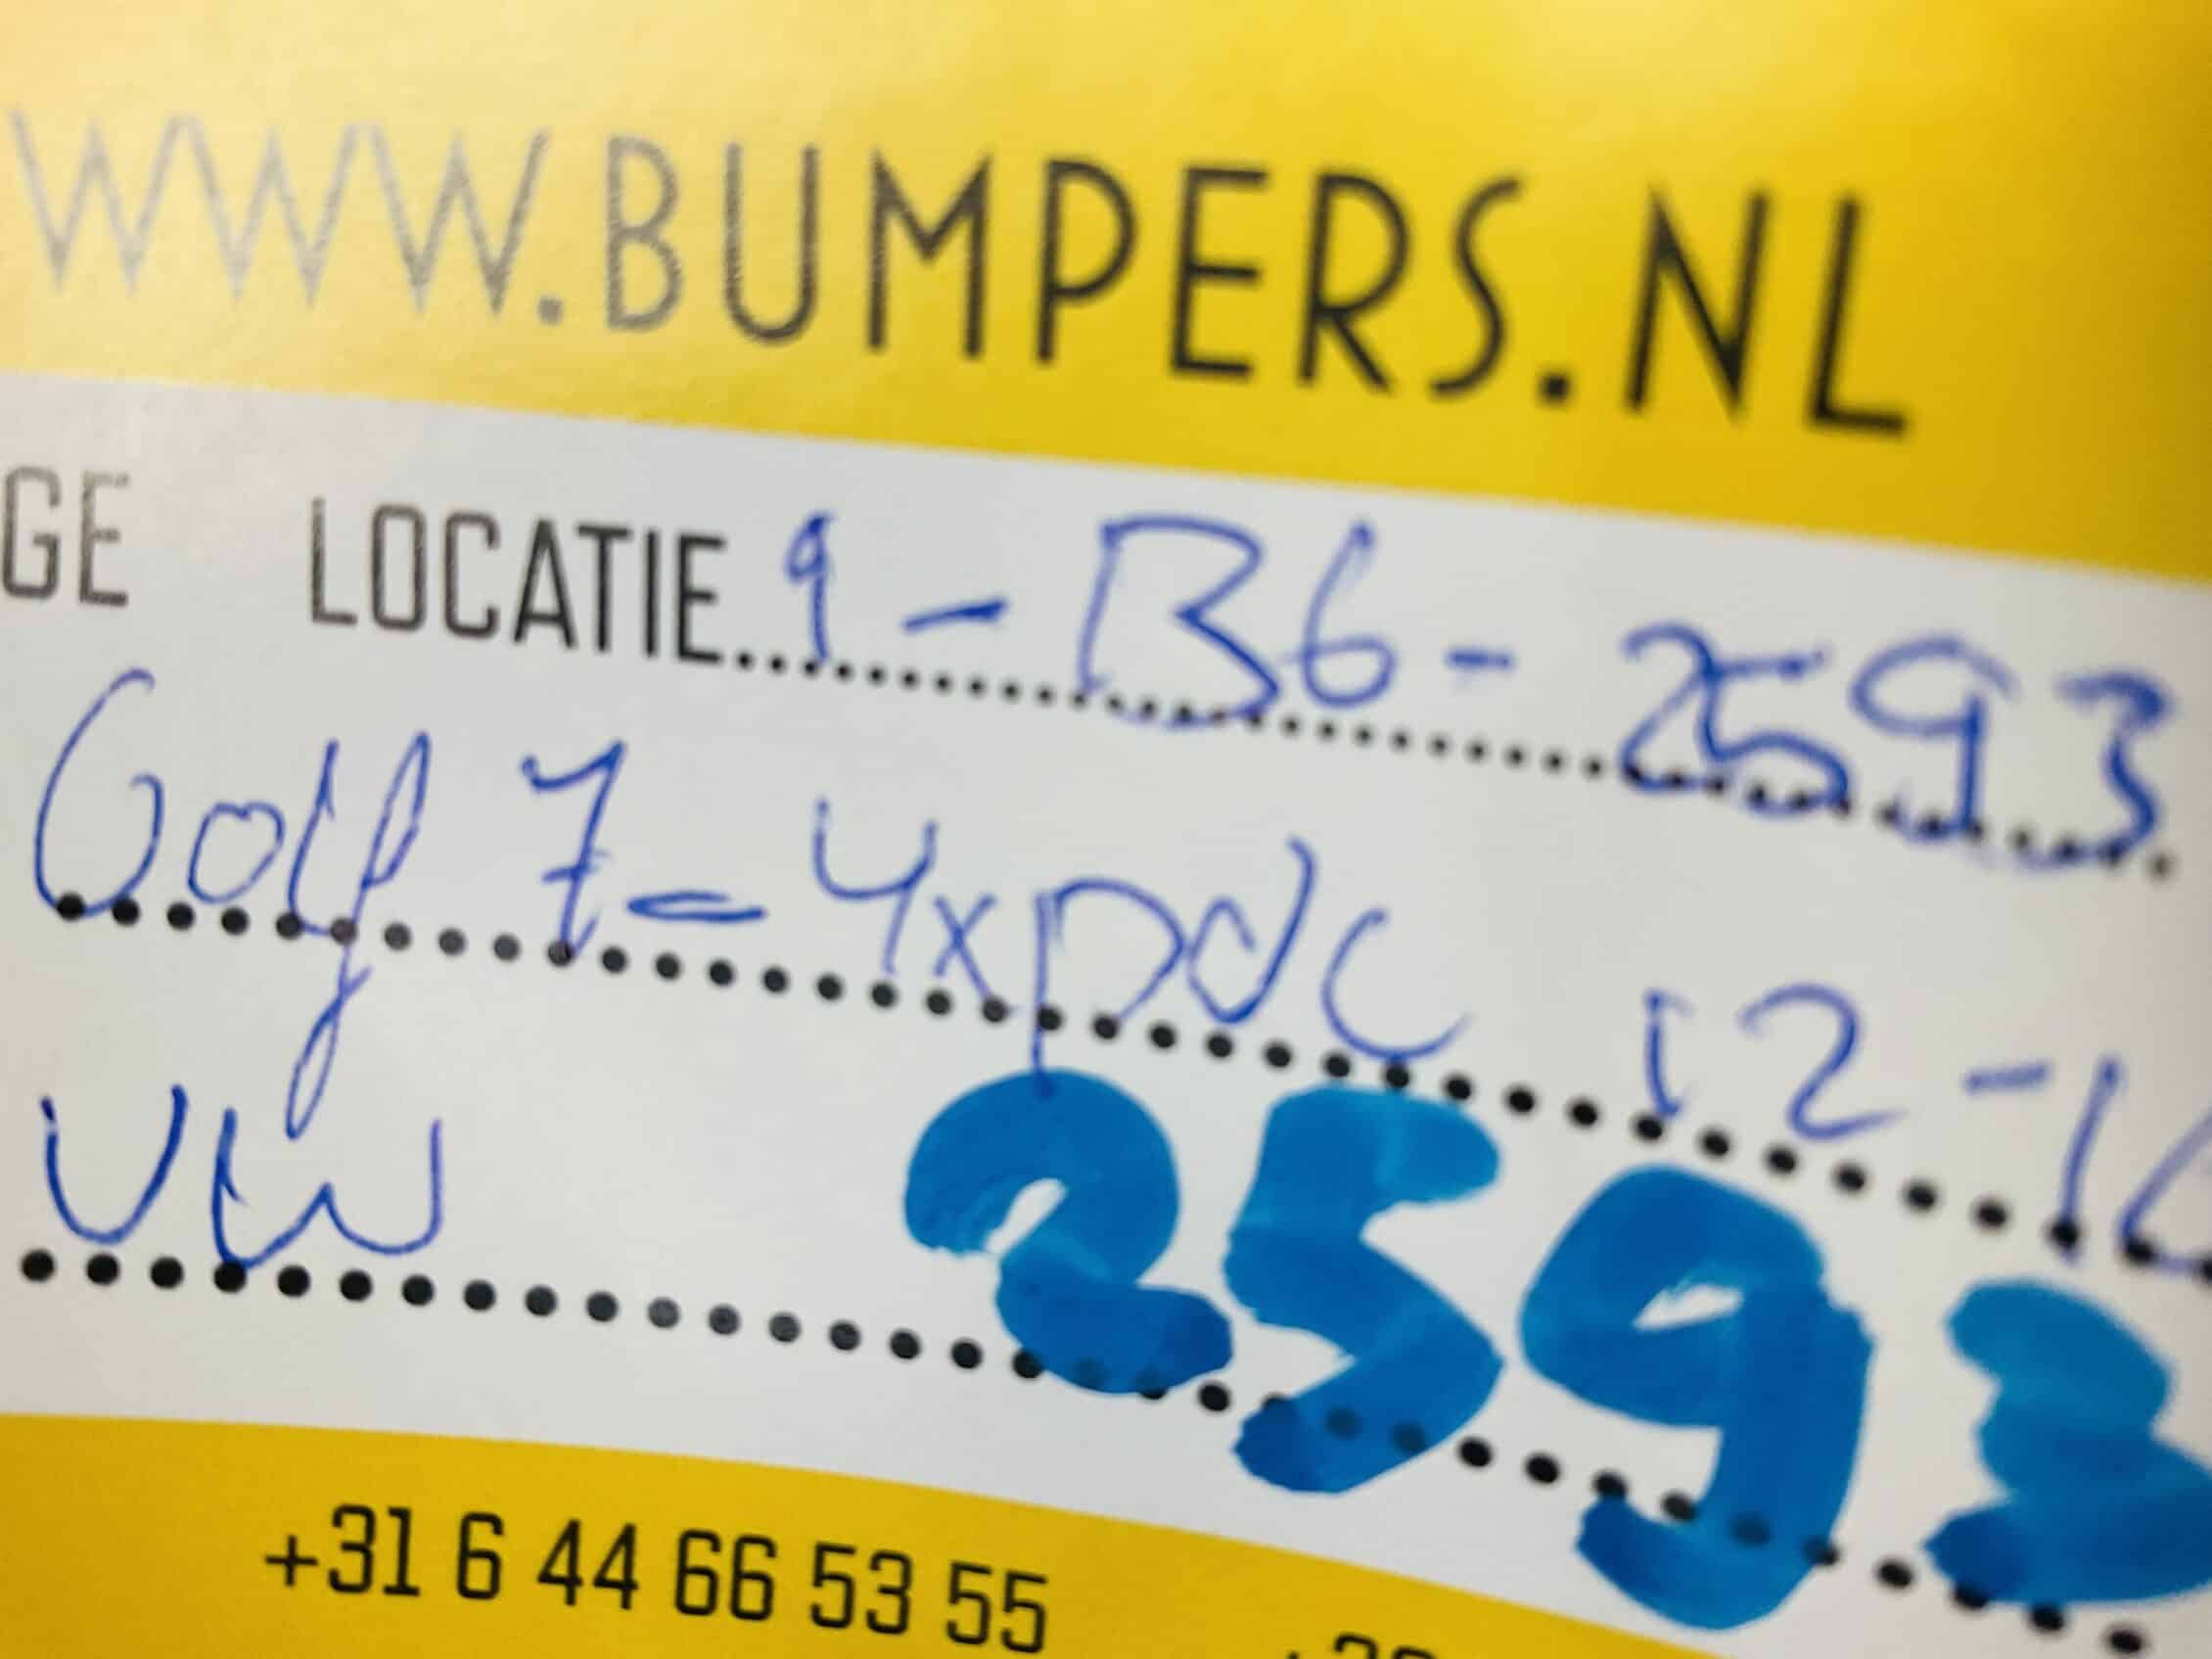 WWW.BUMPERS.NL
GE LOCATIE 9-B6-2593
Golf 7 - 4xpdc 12-1
VW 2593
+31 6 44 66 53 55